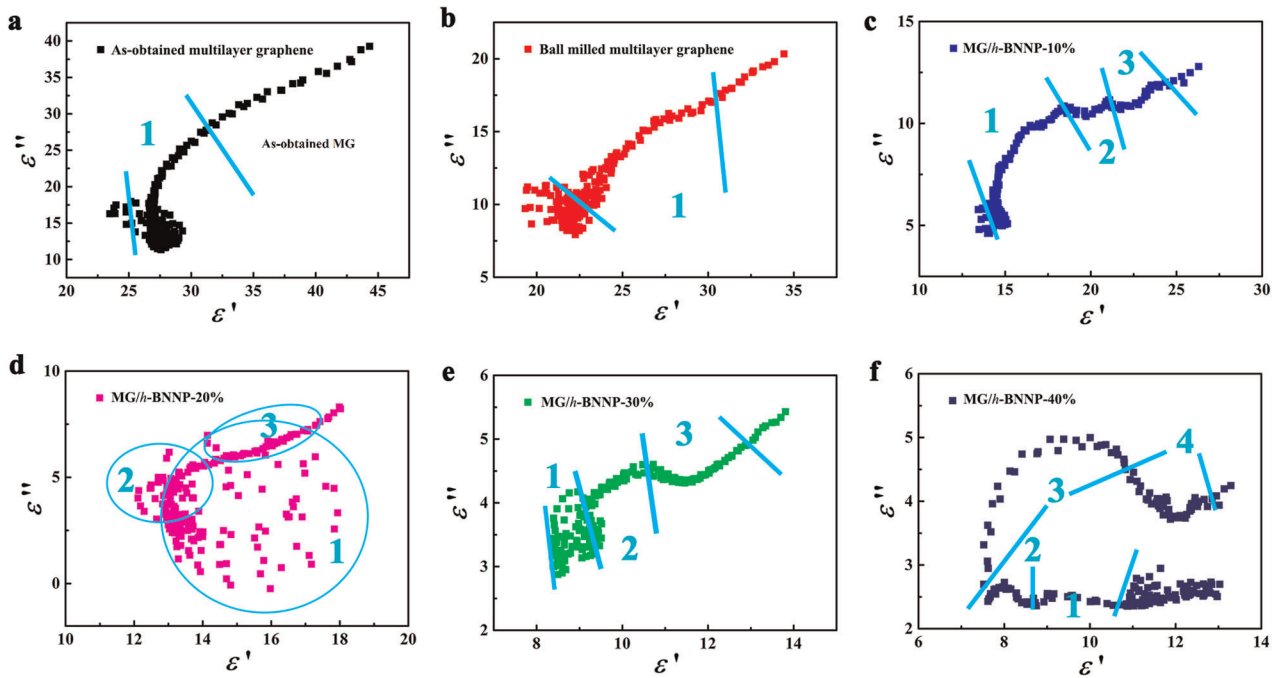 a
As-obtained multilayer graphene
1
As-obtained MG
ε''
40
35
30
25
20
15
10
20
25
30
35
40
45
ε'
b
Ball milled multilayer graphene
1
ε''
20
15
10
5
20
25
30
35
ε'
c
MG/h-BNNP-10%
1
2
3
ε''
15
10
5
10
15
20
25
30
ε'
d
MG/h-BNNP-20%
1
2
3
ε''
10
5
0
10
12
14
16
18
20
ε'
e
MG/h-BNNP-30%
1
2
3
ε''
6
5
4
3
2
8
10
12
14
ε'
f
MG/h-BNNP-40%
1
2
3
4
ε''
6
5
4
3
2
6
8
10
12
14
ε'